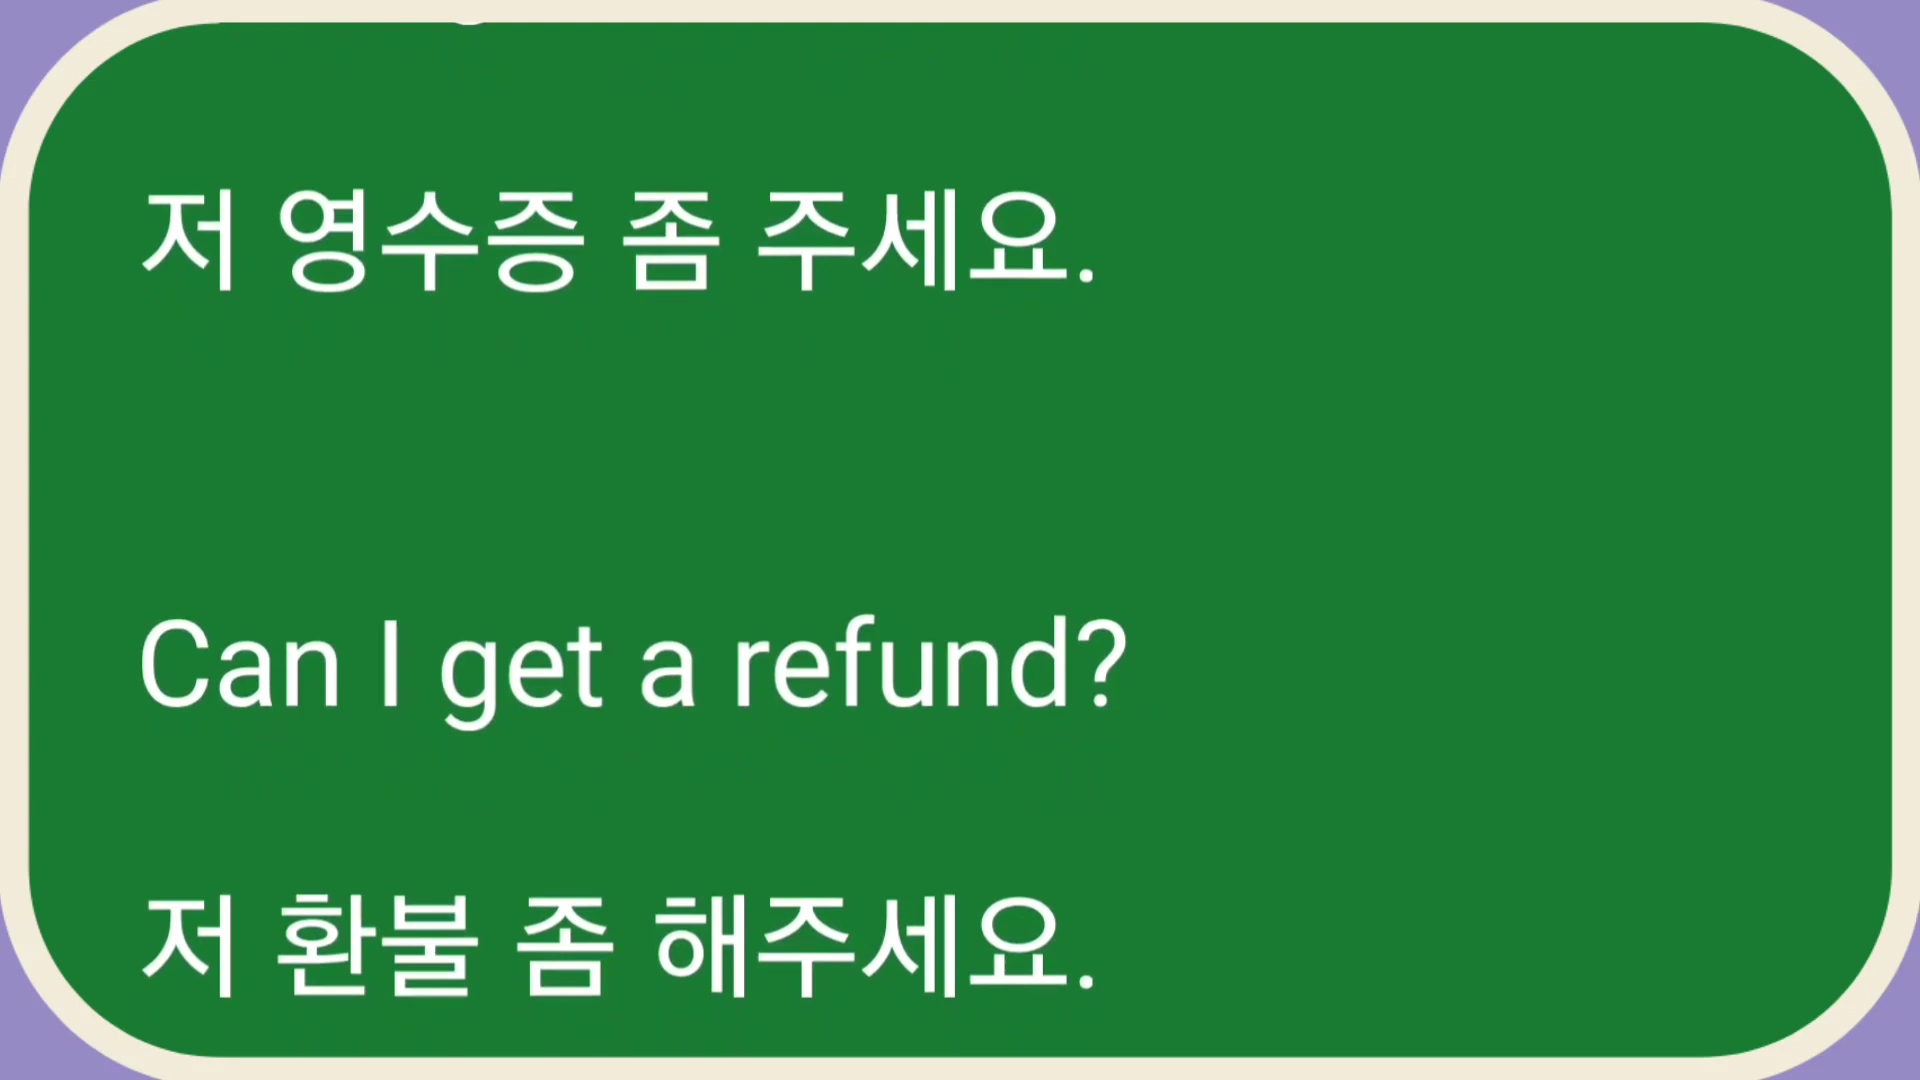 저 영수증 좀 주세요.
Can I get a refund?
저 환불 좀 해주세요.